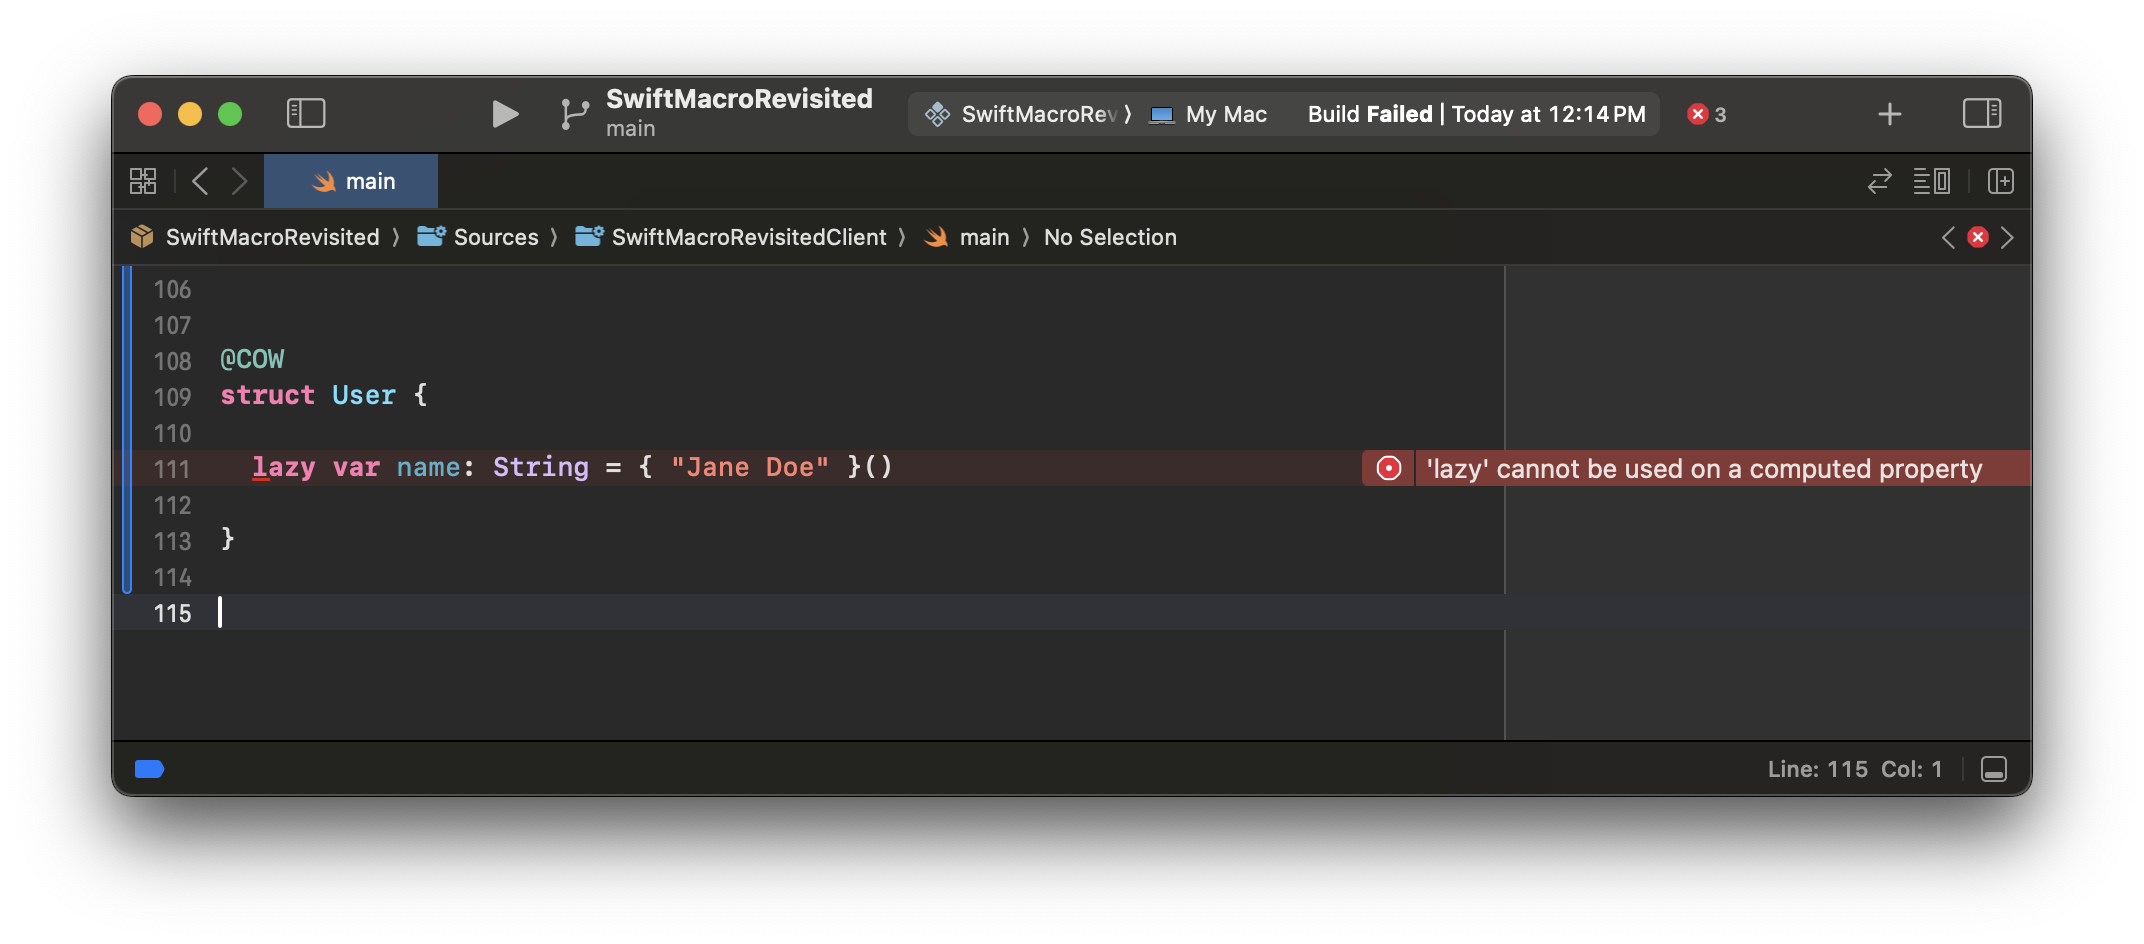 SwiftMacroRevisited
main
SwiftMacroRev
My Mac
Build Failed | Today at 12:14 PM
3
main
SwiftMacroRevisited 〉 Sources 〉 SwiftMacroRevisitedClient 〉 main 〉 No Selection
106
107
108 @COW
109 struct User {
110
111 lazy var name: String = { "Jane Doe" }() 'lazy' cannot be used on a computed property
112
113 }
114
115
Line: 115 Col: 1